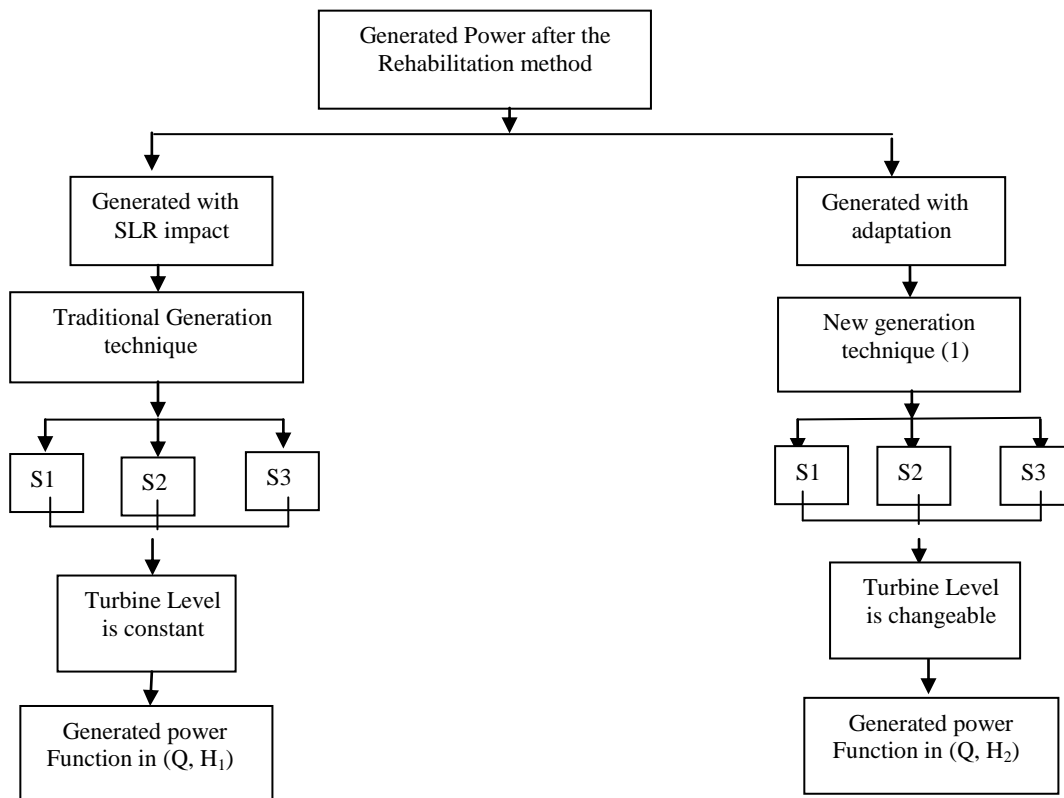 Generated Power after the
Rehabilitation method
Generated with
SLR impact
Generated with
adaptation
Traditional Generation
technique
New generation
technique (1)
S1
S2
S3
S1
S2
S3
Turbine Level
is constant
Turbine Level
is changeable
Generated power
Function in (Q, H₁)
Generated power
Function in (Q, H₂)